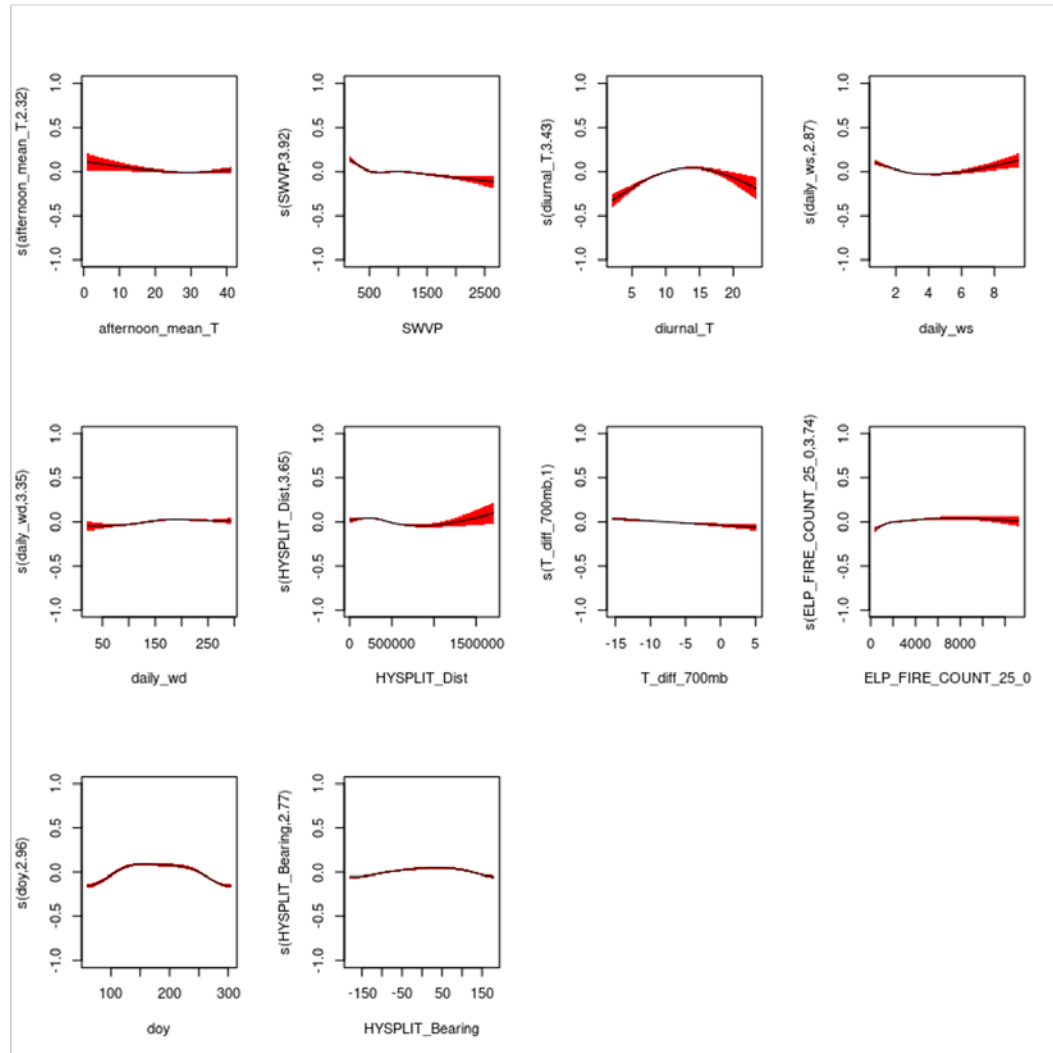 s(afternoon_mean_T,2.32)
1.0
0.5
0.0
-0.5
-1.0
0 10 20 30 40
afternoon_mean_T
s(SWVP,3.92)
1.0
0.5
0.0
-0.5
-1.0
500 1500 2500
SWVP
s(diurnal_T,3.43)
1.0
0.5
0.0
-0.5
-1.0
5 10 15 20
diurnal_T
s(daily_ws,2.87)
1.0
0.5
0.0
-0.5
-1.0
2 4 6 8
daily_ws
s(daily_wd,3.35)
1.0
0.5
0.0
-0.5
-1.0
50 150 250
daily_wd
s(HYSPLIT_Dist,3.65)
1.0
0.5
0.0
-0.5
-1.0
0 500000 1500000
HYSPLIT_Dist
s(T_diff_700mb,1)
1.0
0.5
0.0
-0.5
-1.0
-15 -10 -5 0 5
T_diff_700mb
s(ELP_FIRE_COUNT_25_0,3.74)
1.0
0.5
0.0
-0.5
-1.0
0 4000 8000
ELP_FIRE_COUNT_25_0
s(doy,2.96)
1.0
0.5
0.0
-0.5
-1.0
100 200 300
doy
s(HYSPLIT_Bearing,2.77)
1.0
0.5
0.0
-0.5
-1.0
-150 -50 50 150
HYSPLIT_Bearing